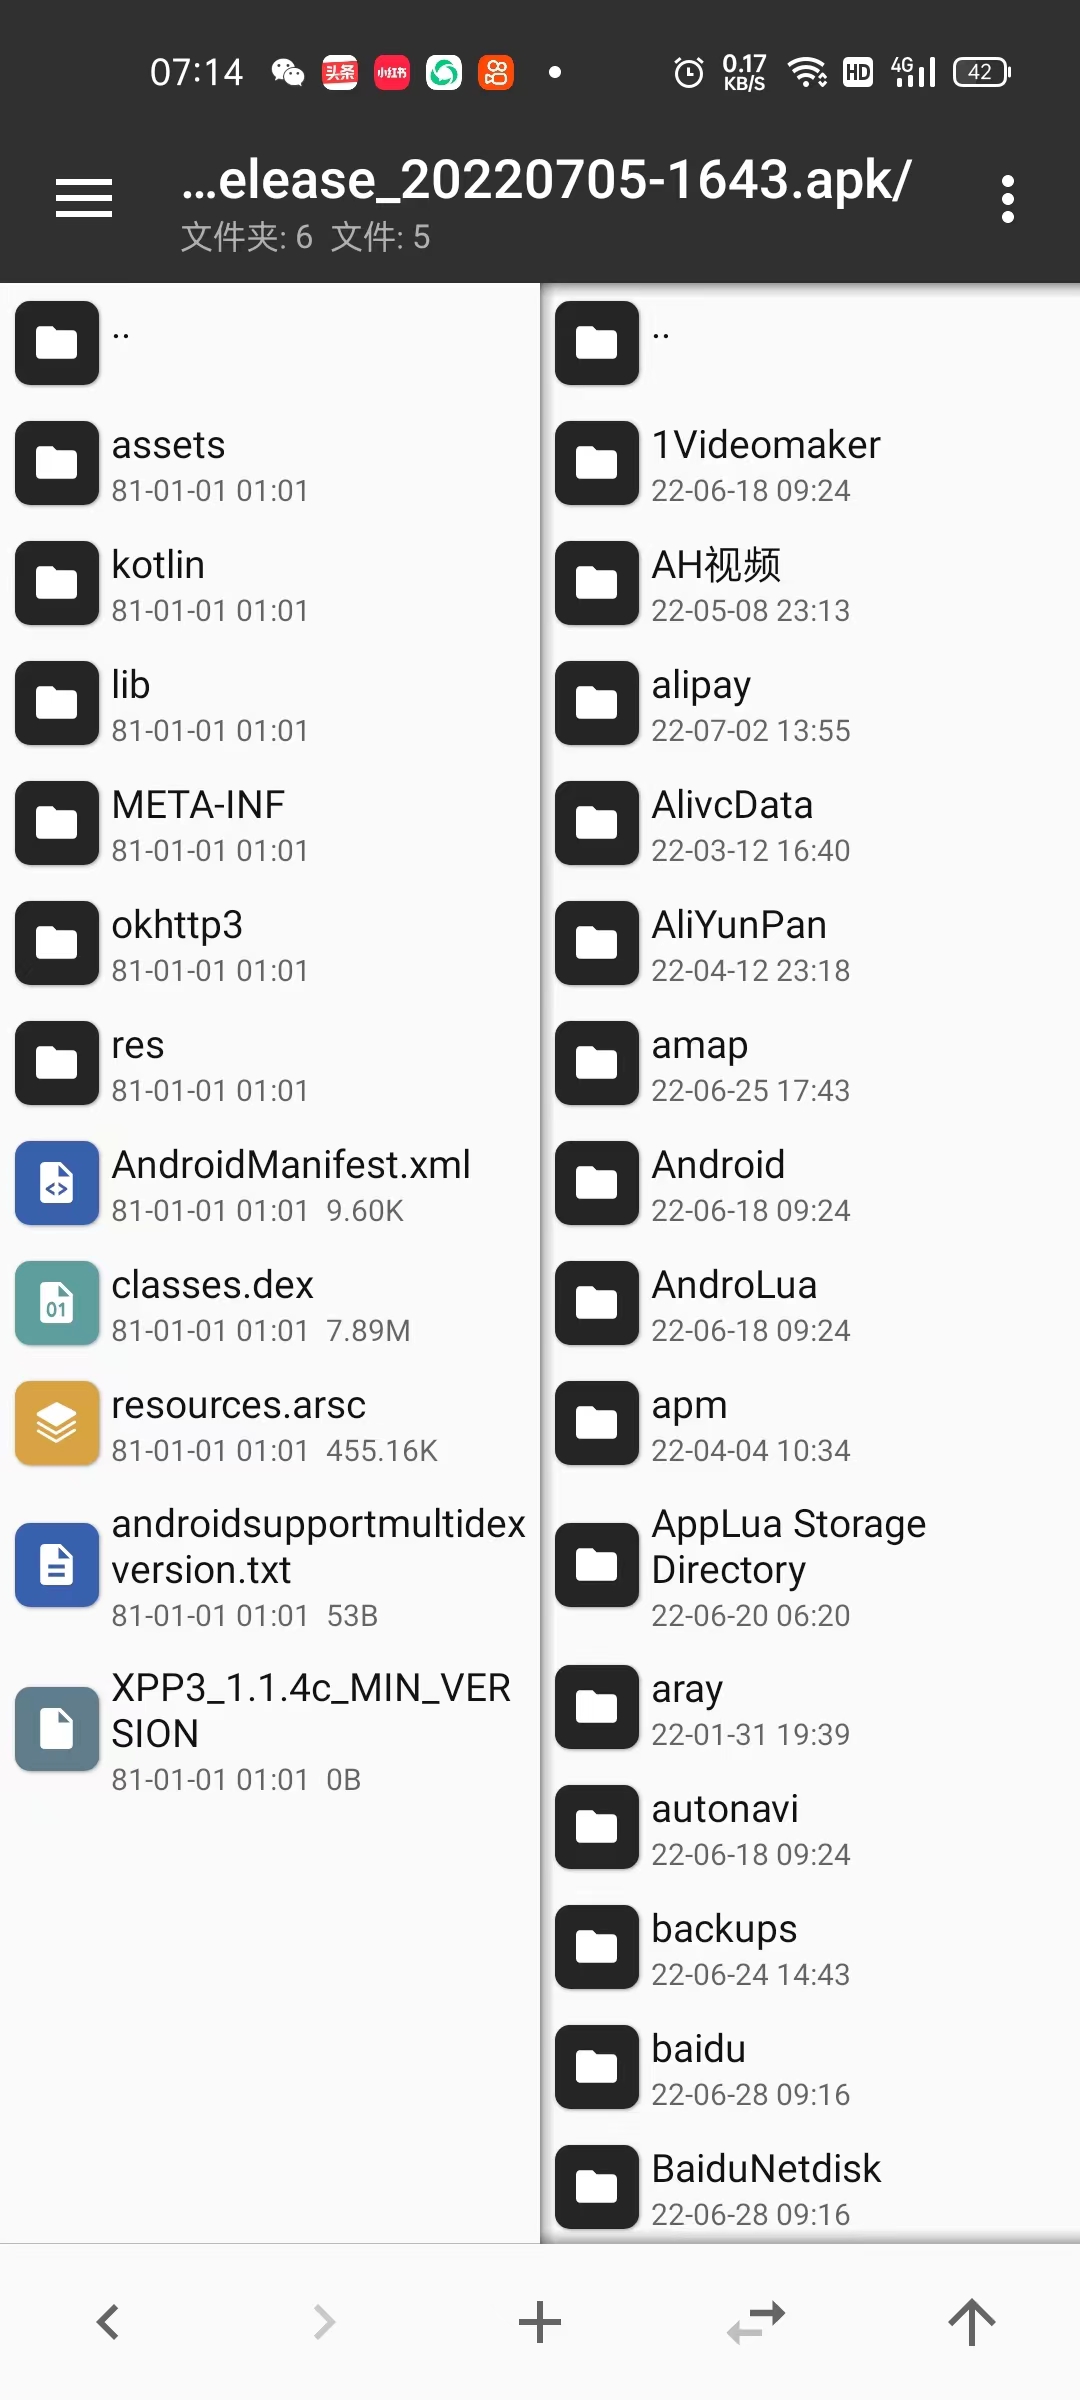 07:14
头条
小红书
0.17
KB/S
HD
4G
42
...elease_20220705-1643.apk/
文件夹: 6 文件: 5
..
assets
81-01-01 01:01
kotlin
81-01-01 01:01
lib
81-01-01 01:01
META-INF
81-01-01 01:01
okhttp3
81-01-01 01:01
res
81-01-01 01:01
AndroidManifest.xml
81-01-01 01:01 9.60K
01
classes.dex
81-01-01 01:01 7.89M
resources.arsc
81-01-01 01:01 455.16K
androidsupportmultidex
version.txt
81-01-01 01:01 53B
XPP3_1.1.4c_MIN_VER
SION
81-01-01 01:01 0B
..
1Videomaker
22-06-18 09:24
AH视频
22-05-08 23:13
alipay
22-07-02 13:55
AlivcData
22-03-12 16:40
AliYunPan
22-04-12 23:18
amap
22-06-25 17:43
Android
22-06-18 09:24
AndroLua
22-06-18 09:24
apm
22-04-04 10:34
AppLua Storage
Directory
22-06-20 06:20
aray
22-01-31 19:39
autonavi
22-06-18 09:24
backups
22-06-24 14:43
baidu
22-06-28 09:16
BaiduNetdisk
22-06-28 09:16